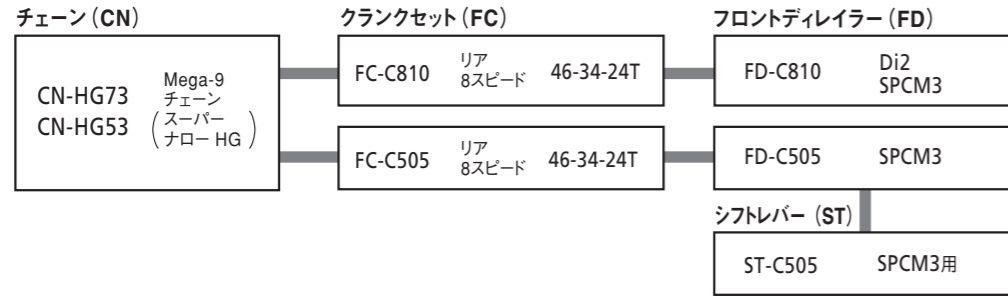 チェーン (CN)
クランクセット (FC)
フロントディレイラー (FD)
CN-HG73
CN-HG53
Mega-9
チェーン
(スーパー
ナロー HG)
FC-C810
リア
8スピード
46-34-24T
FD-C810
Di2
SPCM3
FC-C505
リア
8スピード
46-34-24T
FD-C505
SPCM3
シフトレバー (ST)
ST-C505
SPCM3用